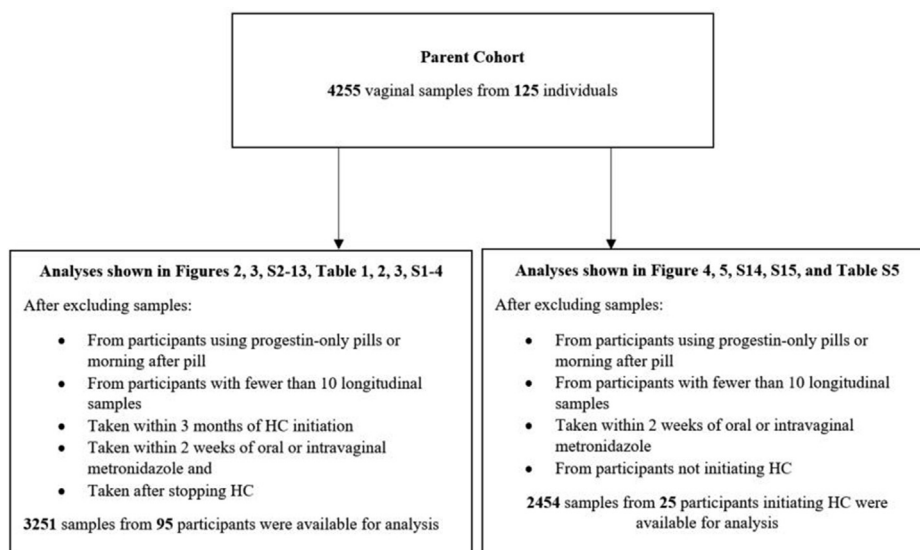 Parent Cohort
4255 vaginal samples from 125 individuals
Analyses shown in Figures 2, 3, S2-13, Table 1, 2, 3, S1-4
After excluding samples:
• From participants using progestin-only pills or
morning after pill
• From participants with fewer than 10 longitudinal
samples
• Taken within 3 months of HC initiation
• Taken within 2 weeks of oral or intravaginal
metronidazole and
• Taken after stopping HC
3251 samples from 95 participants were available for analysis
Analyses shown in Figure 4, 5, S14, S15, and Table S5
After excluding samples:
• From participants using progestin-only pills or
morning after pill
• From participants with fewer than 10 longitudinal
samples
• Taken within 2 weeks of oral or intravaginal
metronidazole
• From participants not initiating HC
2454 samples from 25 participants initiating HC were
available for analysis